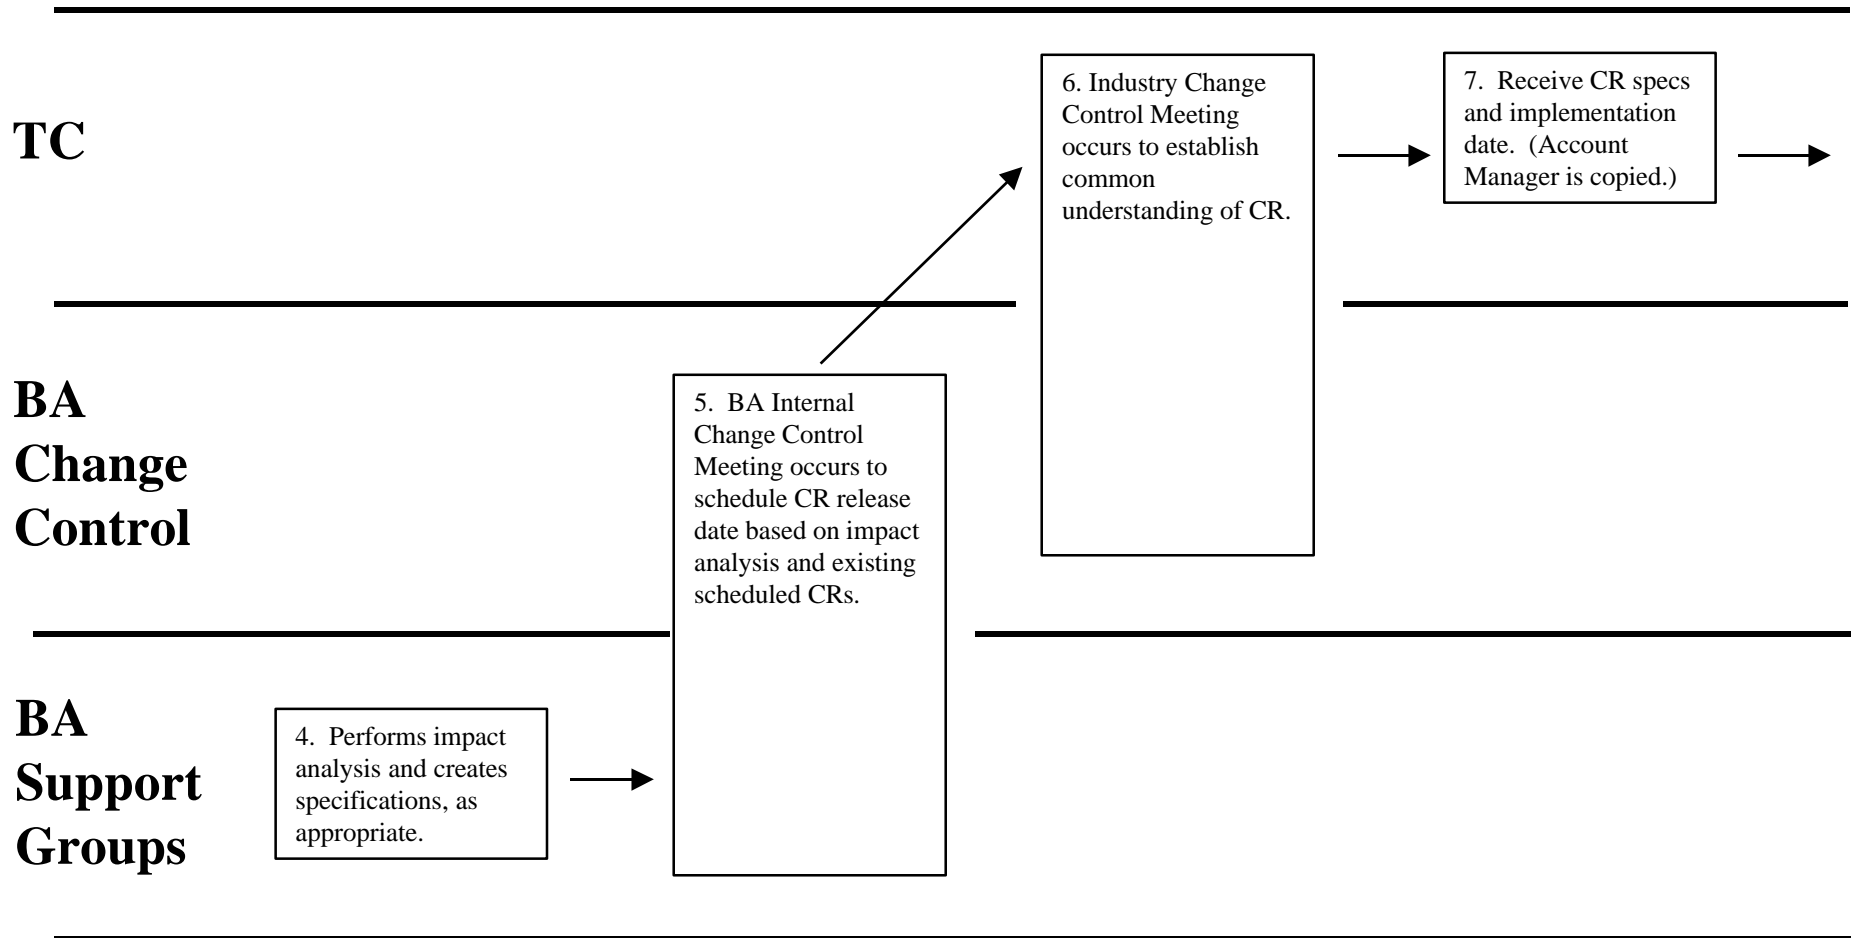 TC
6. Industry Change
Control Meeting
occurs to establish
common
understanding of CR.
7.  Receive CR specs
and implementation
date.  (Account
Manager is copied.)
BA
Change
Control
5.  BA Internal
Change Control
Meeting occurs to
schedule CR release
date based on impact
analysis and existing
scheduled CRs.
BA
Support
Groups
4.  Performs impact
analysis and creates
specifications, as
appropriate.